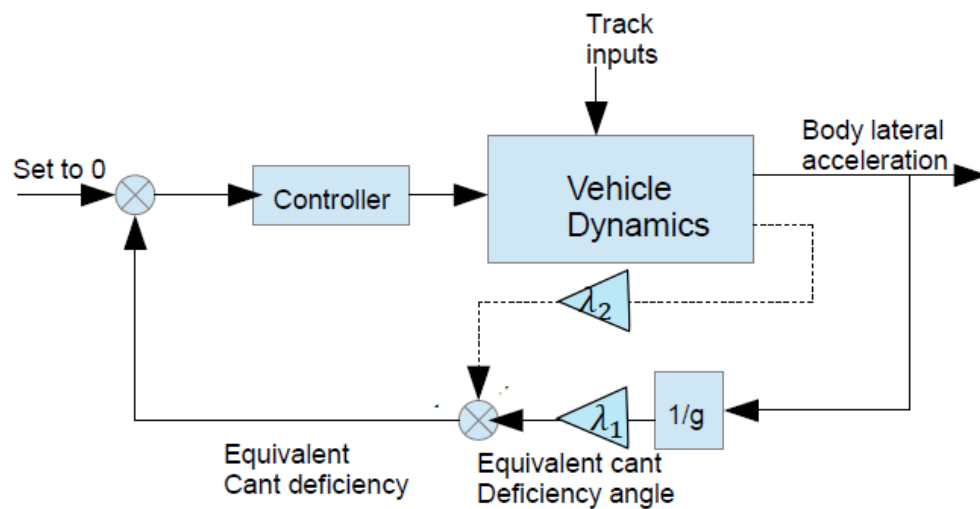 Track
inputs
Body lateral
acceleration
Set to 0
Controller
Vehicle
Dynamics
λ₂
λ₁
1/g
Equivalent
Cant deficiency
Equivalent cant
Deficiency angle